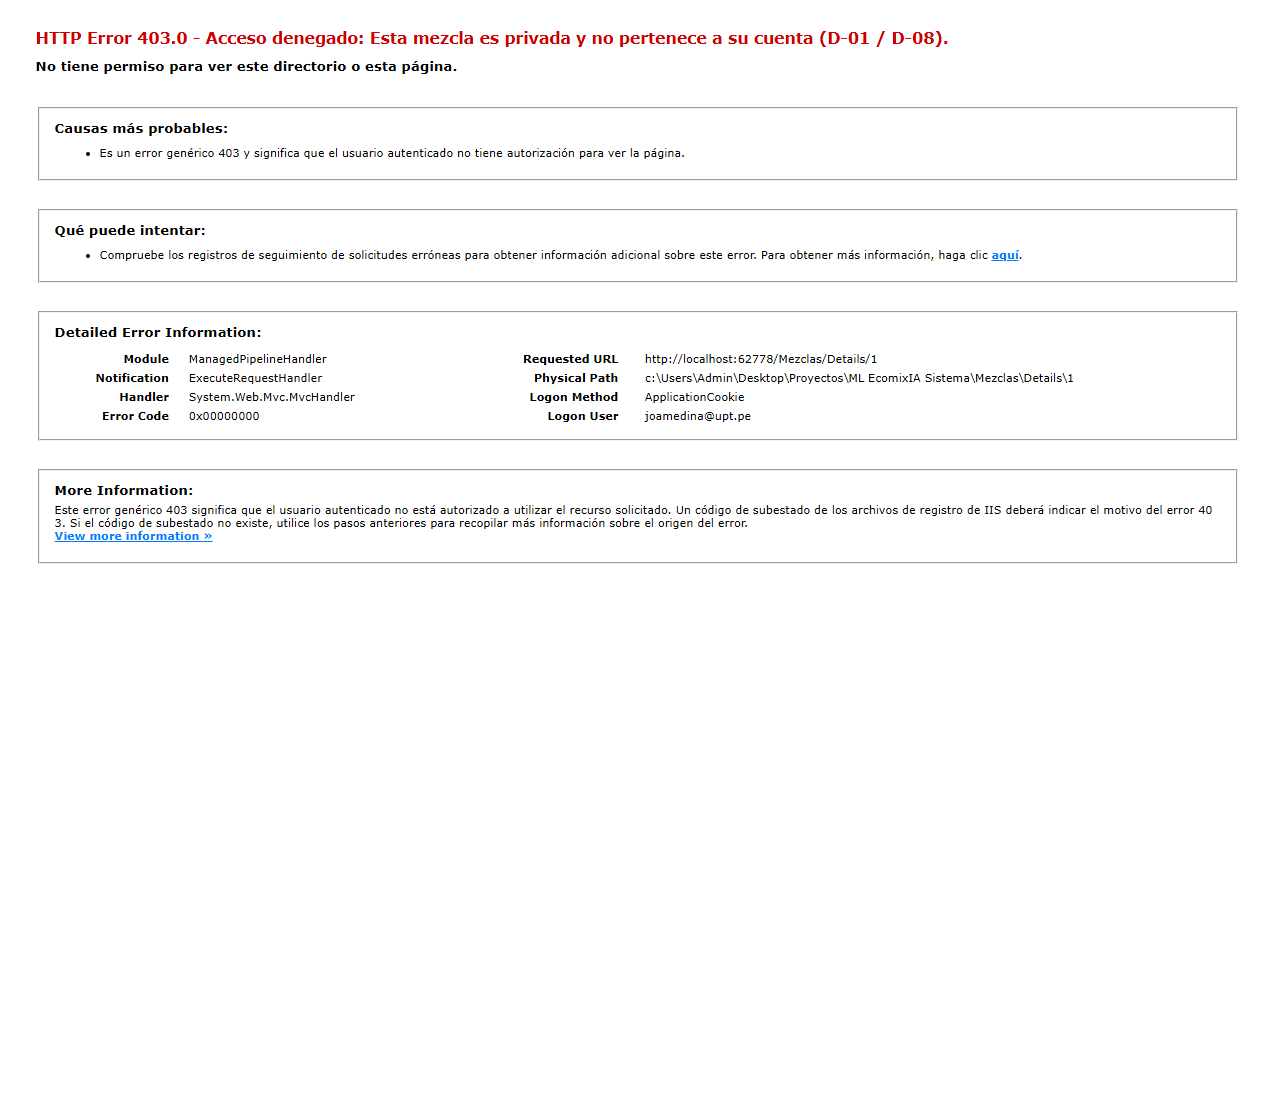 HTTP Error 403.0 - Acceso denegado: Esta mezcla es privada y no pertenece a su cuenta (D-01 / D-08).
No tiene permiso para ver este directorio o esta página.
Causas más probables:
• Es un error genérico 403 y significa que el usuario autenticado no tiene autorización para ver la página.
Qué puede intentar:
• Compruebe los registros de seguimiento de solicitudes erróneas para obtener información adicional sobre este error. Para obtener más información, haga clic aquí.
Detailed Error Information:
Module ManagedPipelineHandler Requested URL http://localhost:62778/Mezclas/Details/1
Notification ExecuteRequestHandler Physical Path c:\Users\Admin\Desktop\Proyectos\ML EcomixIA Sistema\Mezclas\Details\1
Handler System.Web.Mvc.MvcHandler Logon Method ApplicationCookie
Error Code 0x00000000 Logon User joamedina@upt.pe
More Information:
Este error genérico 403 significa que el usuario autenticado no está autorizado a utilizar el recurso solicitado. Un código de subestado de los archivos de registro de IIS deberá indicar el motivo del error 40
3. Si el código de subestado no existe, utilice los pasos anteriores para recopilar más información sobre el origen del error.
View more information »